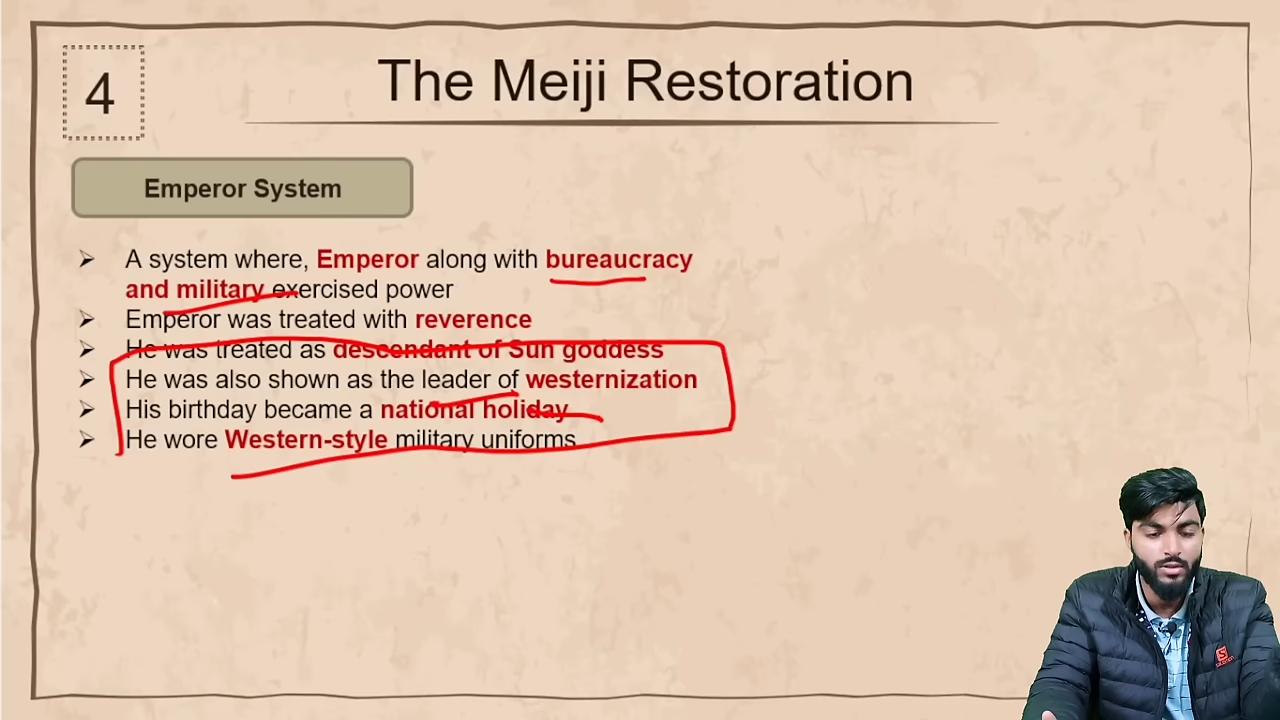 4
The Meiji Restoration
Emperor System
➢ A system where, Emperor along with bureaucracy
and military exercised power
➢ Emperor was treated with reverence
➢ He was treated as descendant of Sun goddess
➢ He was also shown as the leader of westernization
➢ His birthday became a national holiday
➢ He wore Western-style military uniforms